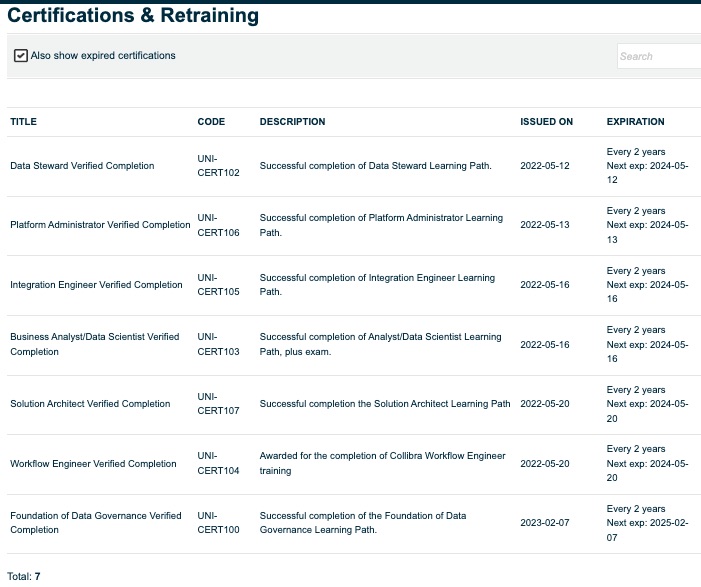 Certifications & Retraining
Also show expired certifications
Search
TITLE CODE DESCRIPTION ISSUED ON EXPIRATION
Data Steward Verified Completion
UNI-
CERT102
Successful completion of Data Steward Learning Path.
2022-05-12
Every 2 years
Next exp: 2024-05-
12
Platform Administrator Verified Completion
UNI-
CERT106
Successful completion of Platform Administrator Learning
Path.
2022-05-13
Every 2 years
Next exp: 2024-05-
13
Integration Engineer Verified Completion
UNI-
CERT105
Successful completion of Integration Engineer Learning
Path.
2022-05-16
Every 2 years
Next exp: 2024-05-
16
Business Analyst/Data Scientist Verified
Completion
UNI-
CERT103
Successful completion of Analyst/Data Scientist Learning
Path, plus exam.
2022-05-16
Every 2 years
Next exp: 2024-05-
16
Solution Architect Verified Completion
UNI-
CERT107
Successful completion the Solution Architect Learning Path
2022-05-20
Every 2 years
Next exp: 2024-05-
20
Workflow Engineer Verified Completion
UNI-
CERT104
Awarded for the completion of Collibra Workflow Engineer
training
2022-05-20
Every 2 years
Next exp: 2024-05-
20
Foundation of Data Governance Verified
Completion
UNI-
CERT100
Successful completion of the Foundation of Data
Governance Learning Path.
2023-02-07
Every 2 years
Next exp: 2025-02-
07
Total: 7